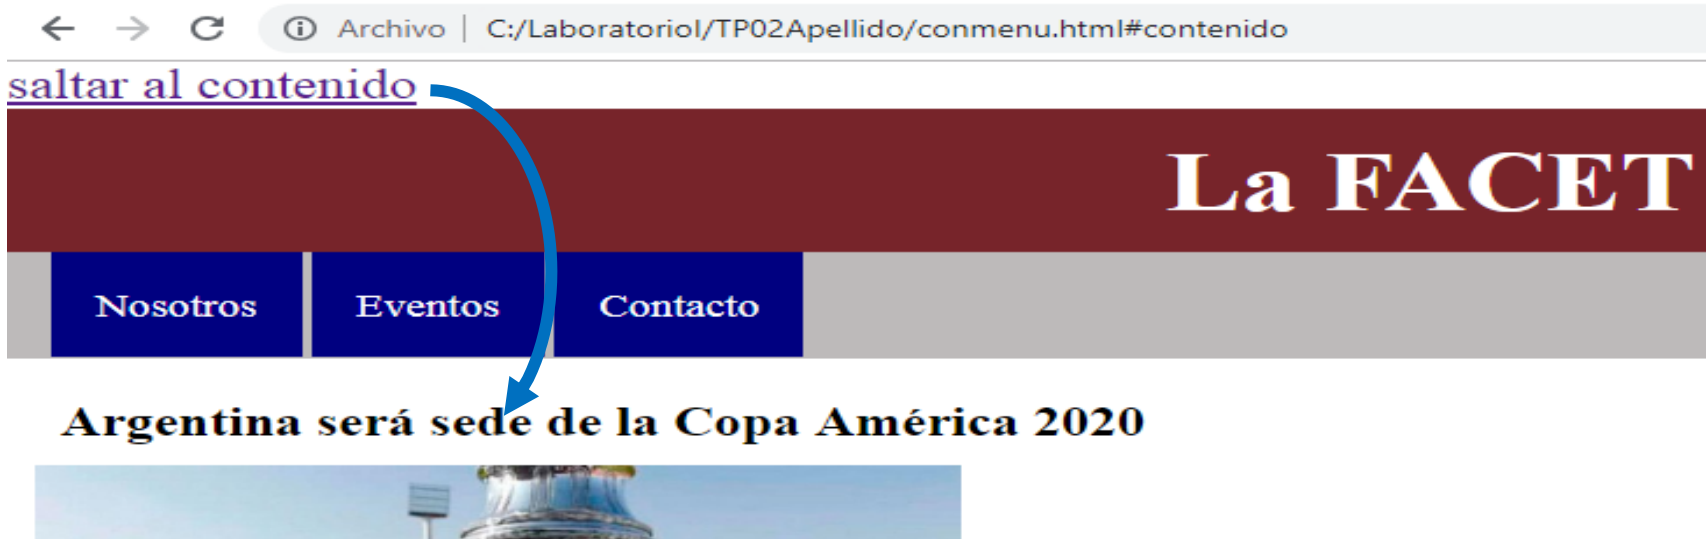 Archivo | C:/Laboratoriol/TP02Apellido/conmenu.html#contenido
saltar al contenido
La FACET
Nosotros Eventos Contacto
Argentina será sede de la Copa América 2020